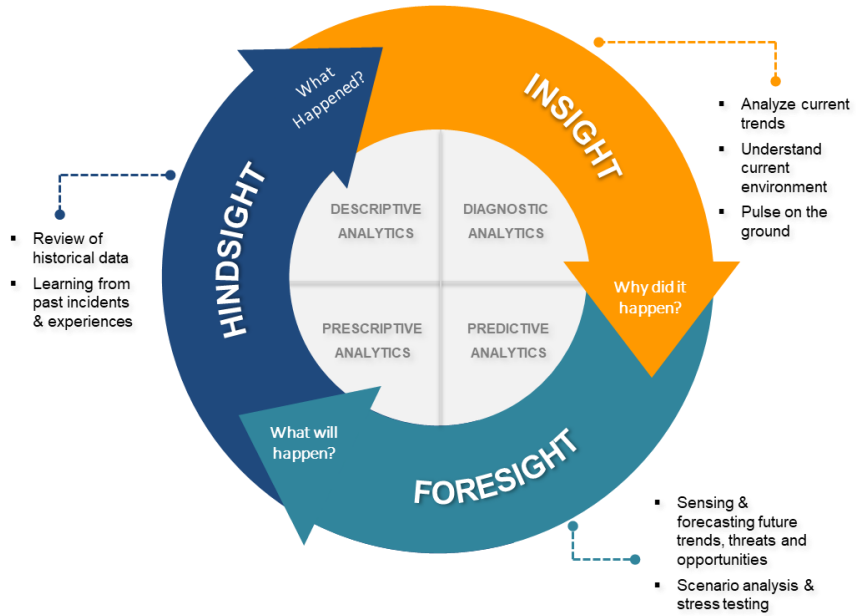 What
Happened?
INSIGHT
▪ Analyze current
trends
▪ Understand
current
environment
▪ Pulse on the
ground
HINDSIGHT
DESCRIPTIVE
ANALYTICS
DIAGNOSTIC
ANALYTICS
▪ Review of
historical data
▪ Learning from
past incidents
& experiences
Why did it
happen?
PRESCRIPTIVE
ANALYTICS
PREDICTIVE
ANALYTICS
What will
happen?
FORESIGHT
▪ Sensing &
forecasting future
trends, threats and
opportunities
▪ Scenario analysis &
stress testing